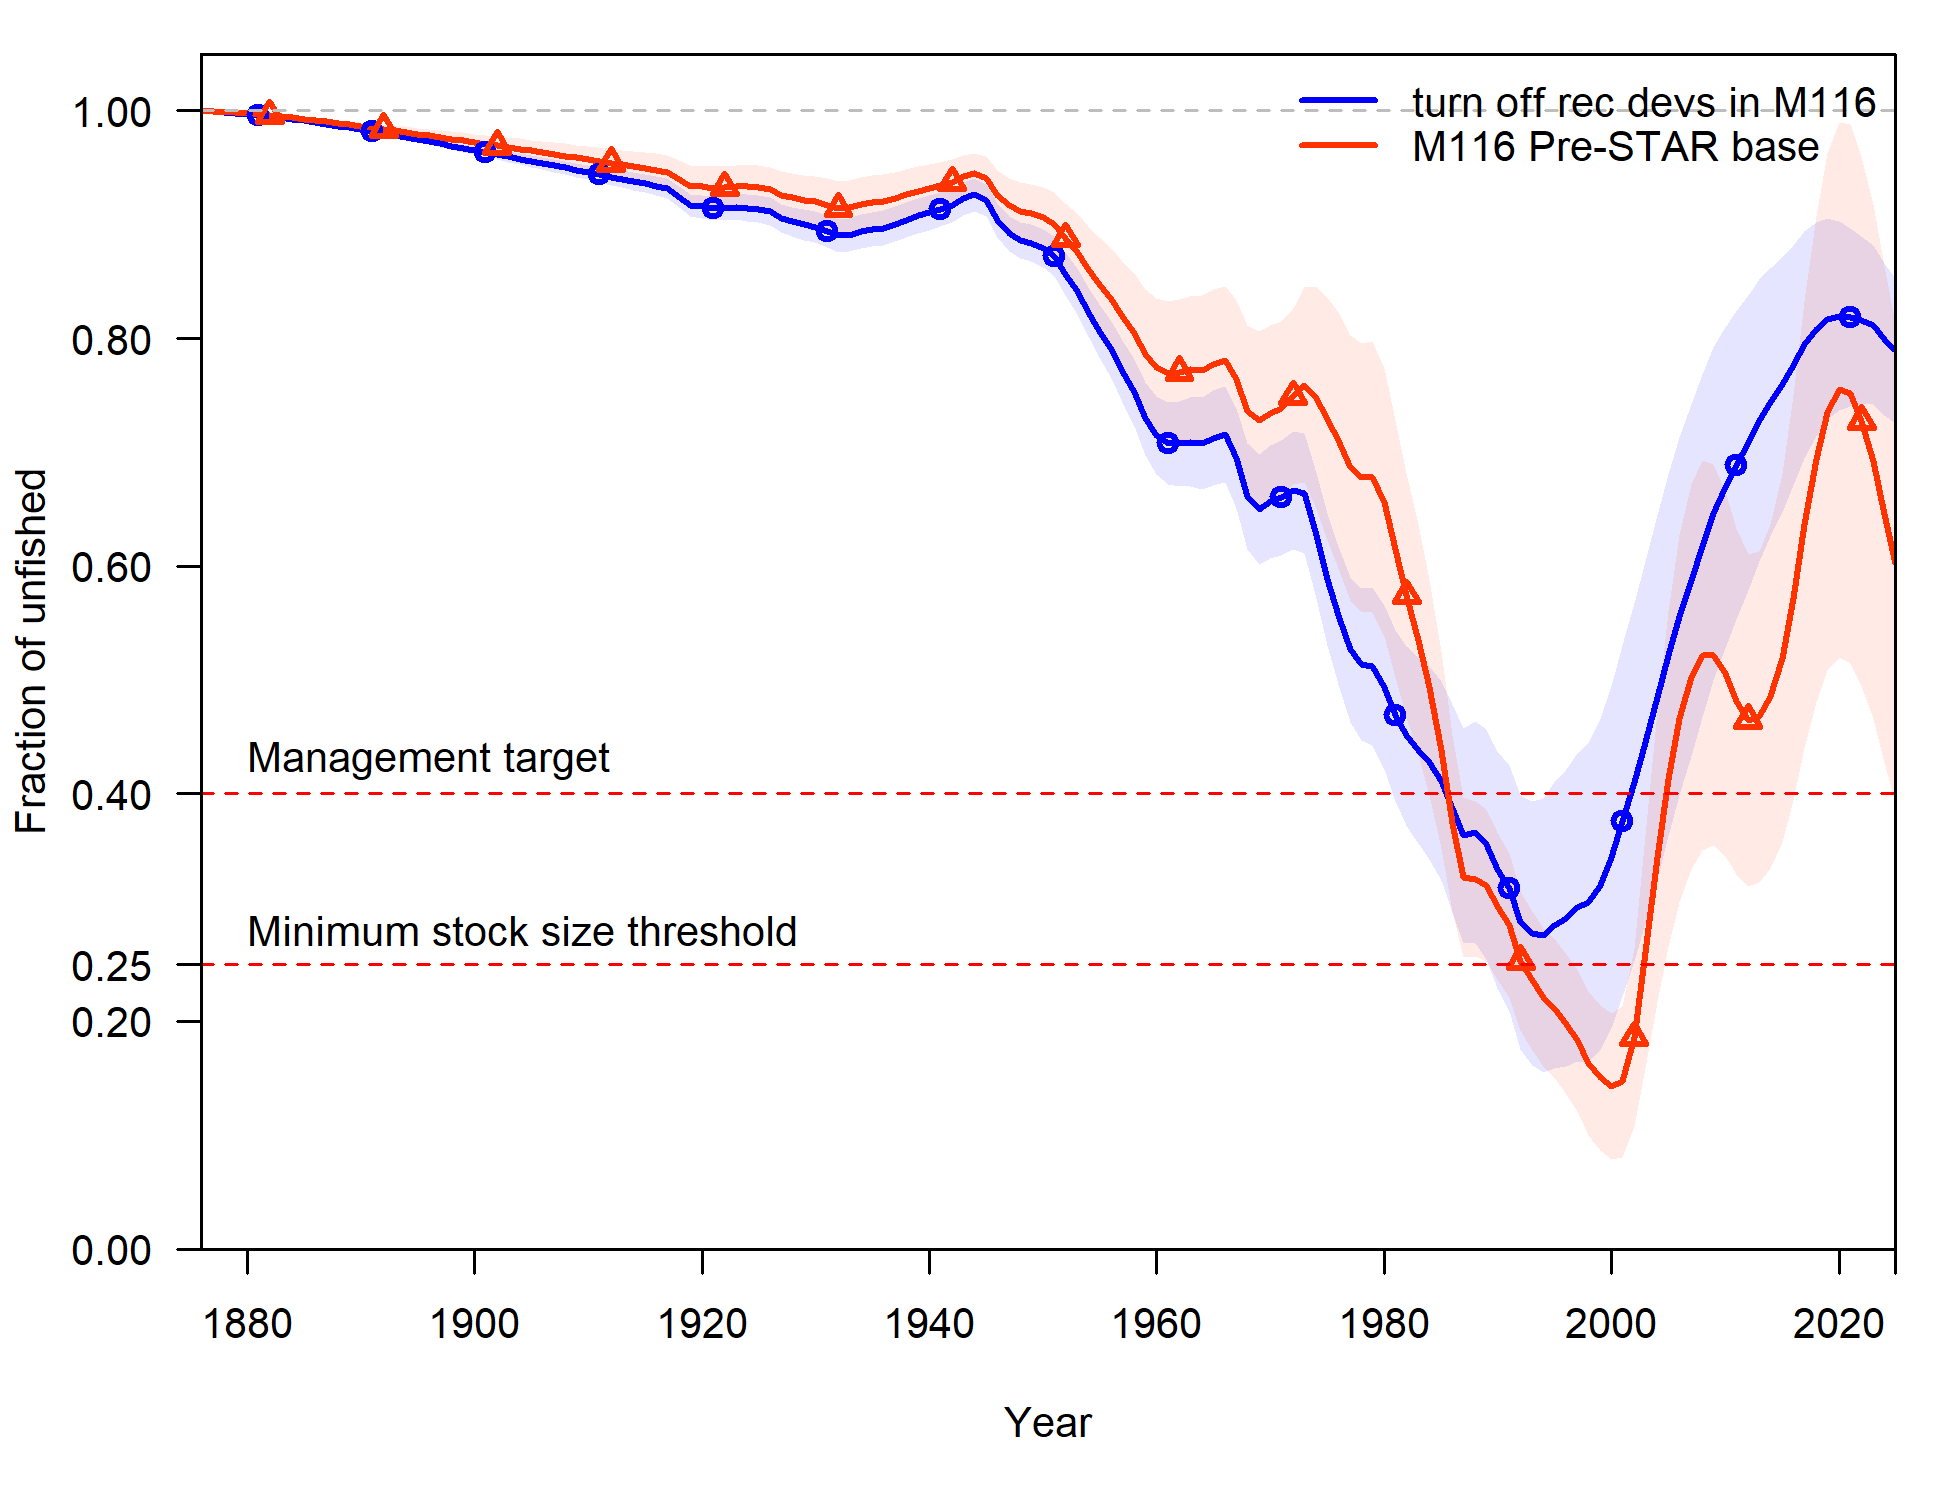 turn off rec devs in M116
M116 Pre-STAR base
Fraction of unfished
1.00
0.80
0.60
0.40
0.25
0.20
0.00
Management target
Minimum stock size threshold
1880 1900 1920 1940 1960 1980 2000 2020
Year